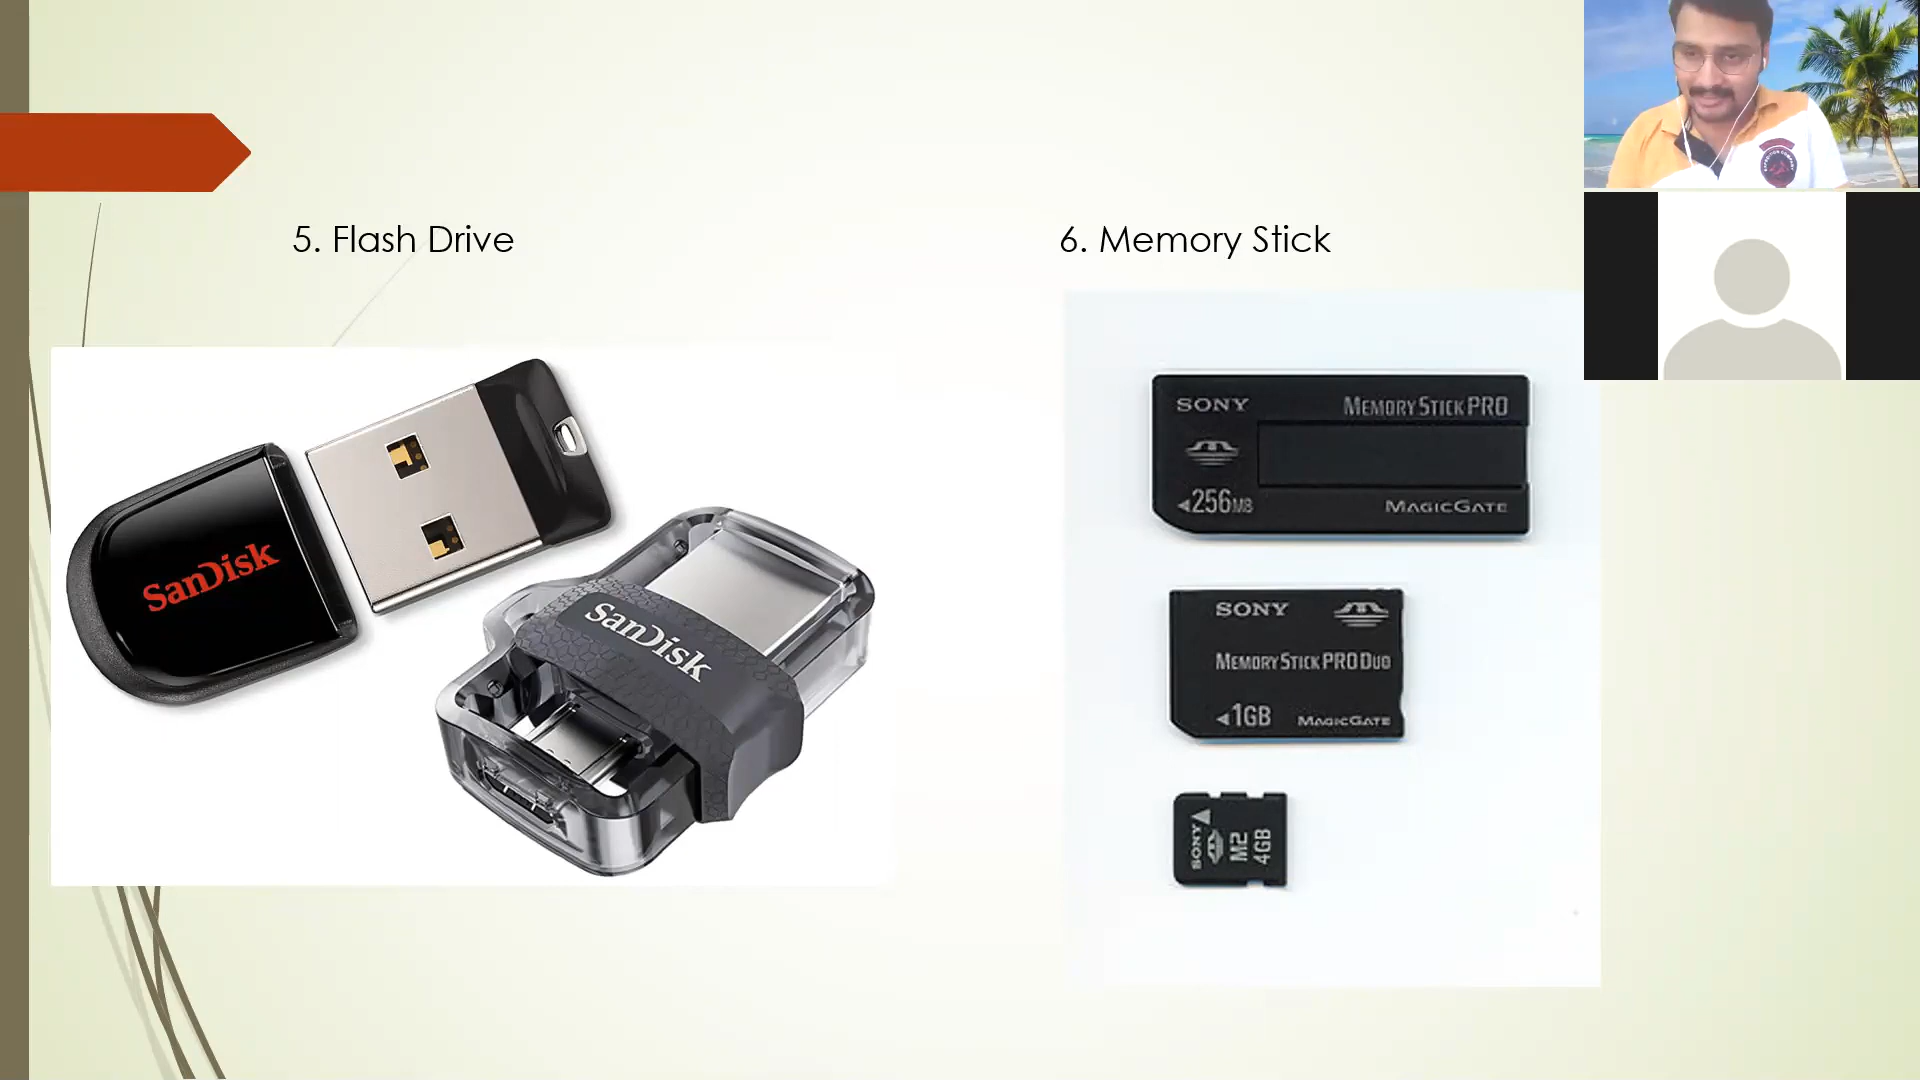 5. Flash Drive
6. Memory Stick
SanDisk
SanDisk
SONY
MEMORY STICK PRO
256MB
MAGICGATE
SONY
MEMORY STICK PRO DUO
1GB
MAGICGATE
SONY
M2
4GB